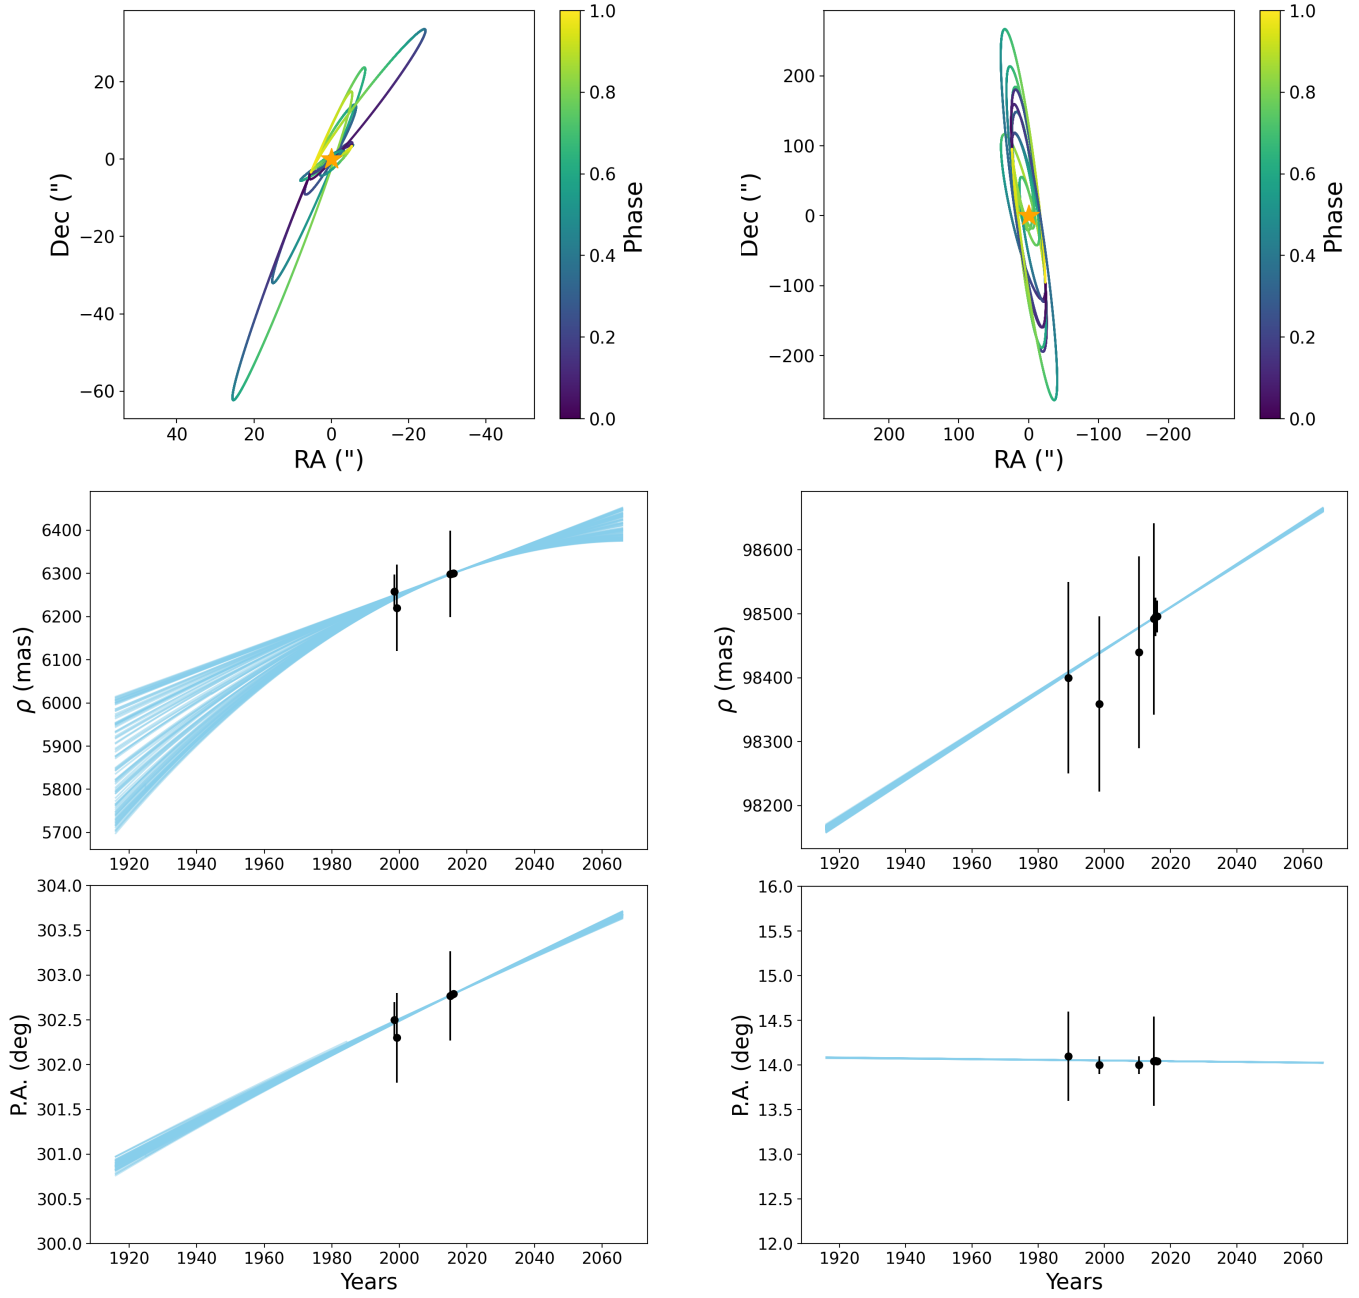 20
0
−20
−40
−60
Dec (")
40 20 0 −20 −40
RA (")
1.0
0.8
0.6
0.4
0.2
0.0
Phase
200
100
0
−100
−200
Dec (")
200 100 0 −100 −200
RA (")
1.0
0.8
0.6
0.4
0.2
0.0
Phase
6400
6300
6200
6100
6000
5900
5800
5700
ρ (mas)
1920 1940 1960 1980 2000 2020 2040 2060
98600
98500
98400
98300
98200
ρ (mas)
1920 1940 1960 1980 2000 2020 2040 2060
304.0
303.5
303.0
302.5
302.0
301.5
301.0
300.5
300.0
P.A. (deg)
1920 1940 1960 1980 2000 2020 2040 2060
Years
16.0
15.5
15.0
14.5
14.0
13.5
13.0
12.5
12.0
P.A. (deg)
1920 1940 1960 1980 2000 2020 2040 2060
Years